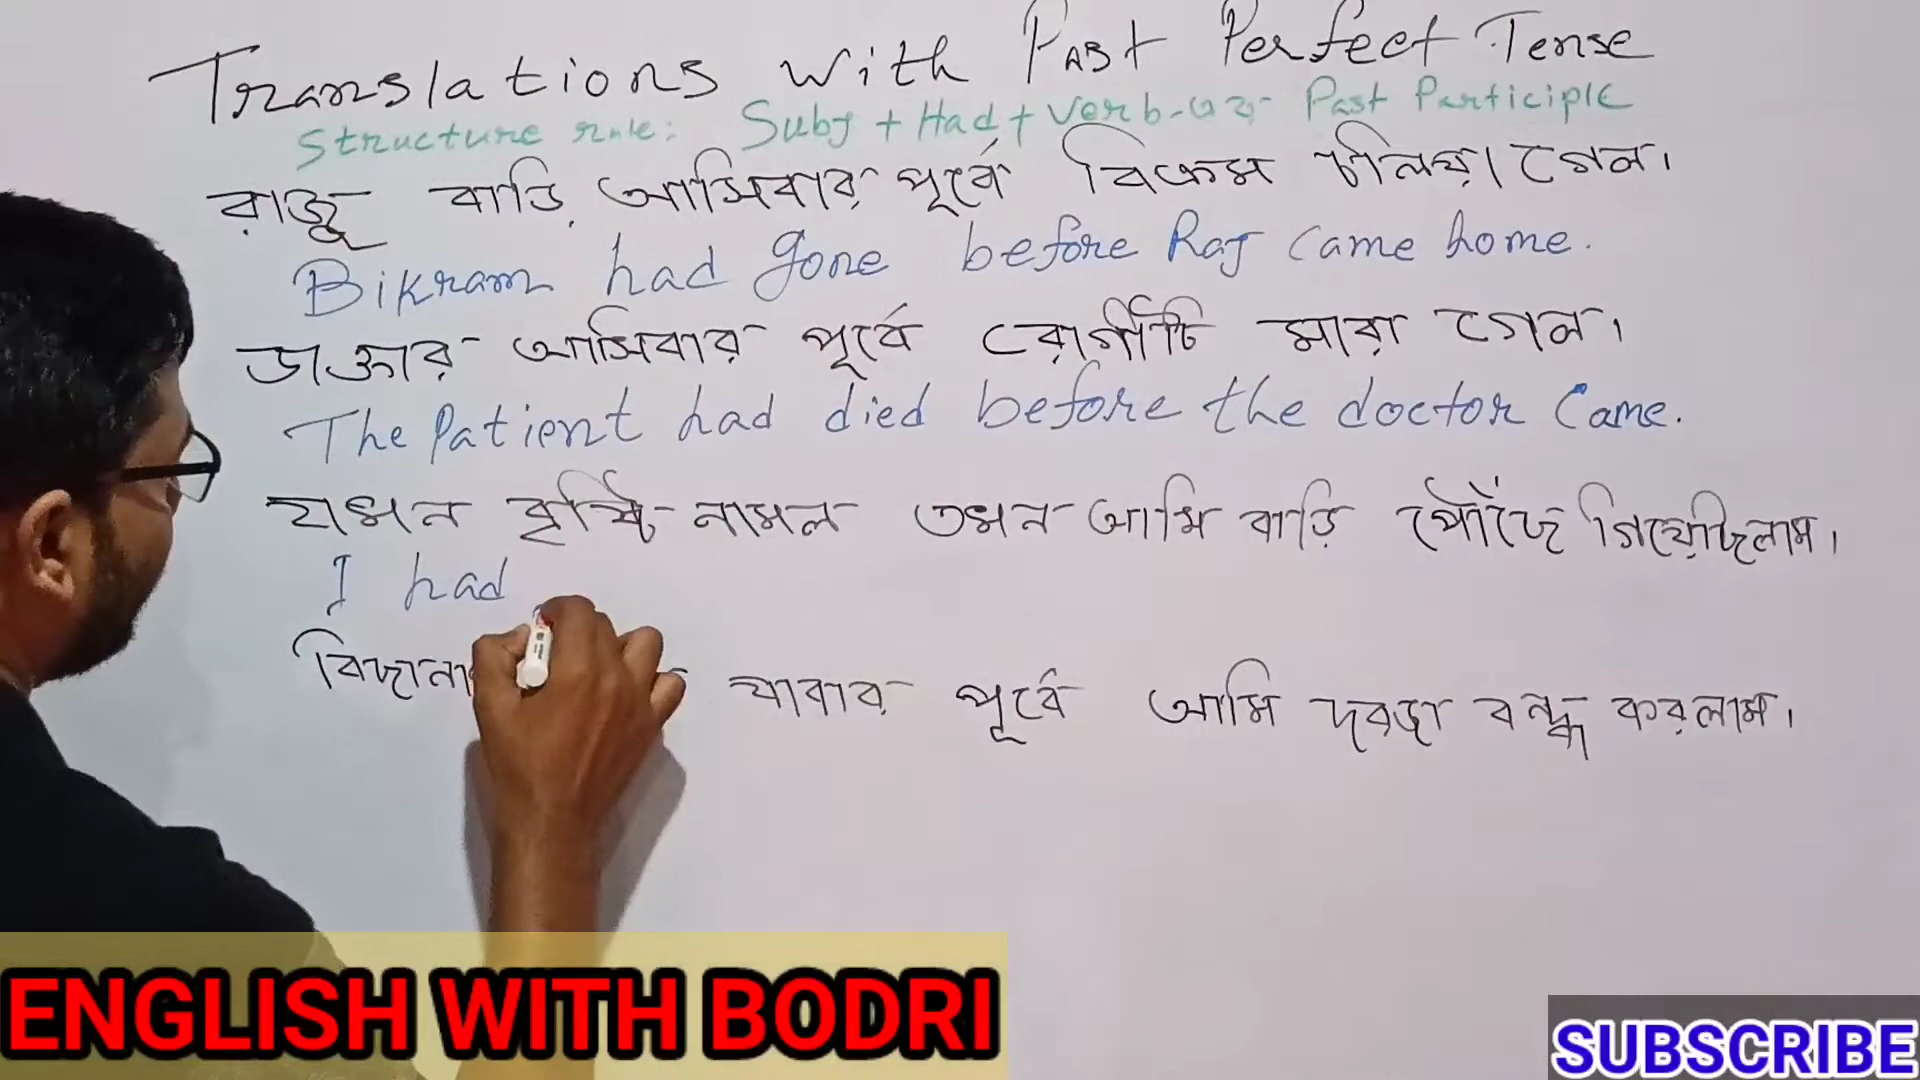 Translations with Past Perfect Tense
Structure rule: Subj + Had + Verb-এর Past Participle
রাজু বাড়ি আসিবার পূর্বে বিক্রম চলিয়া গেল।
Bikram had gone before Raj came home.
ডাক্তার আসিবার পূর্বে রোগীটি মারা গেল।
The patient had died before the doctor came.
যখন বৃষ্টি নামল তখন আমি বাড়ি পৌঁছে গিয়েছিলাম।
I had
যাবার পূর্বে আমি দরজা বন্ধ করলাম।
ENGLISH WITH BODRI
SUBSCRIBE